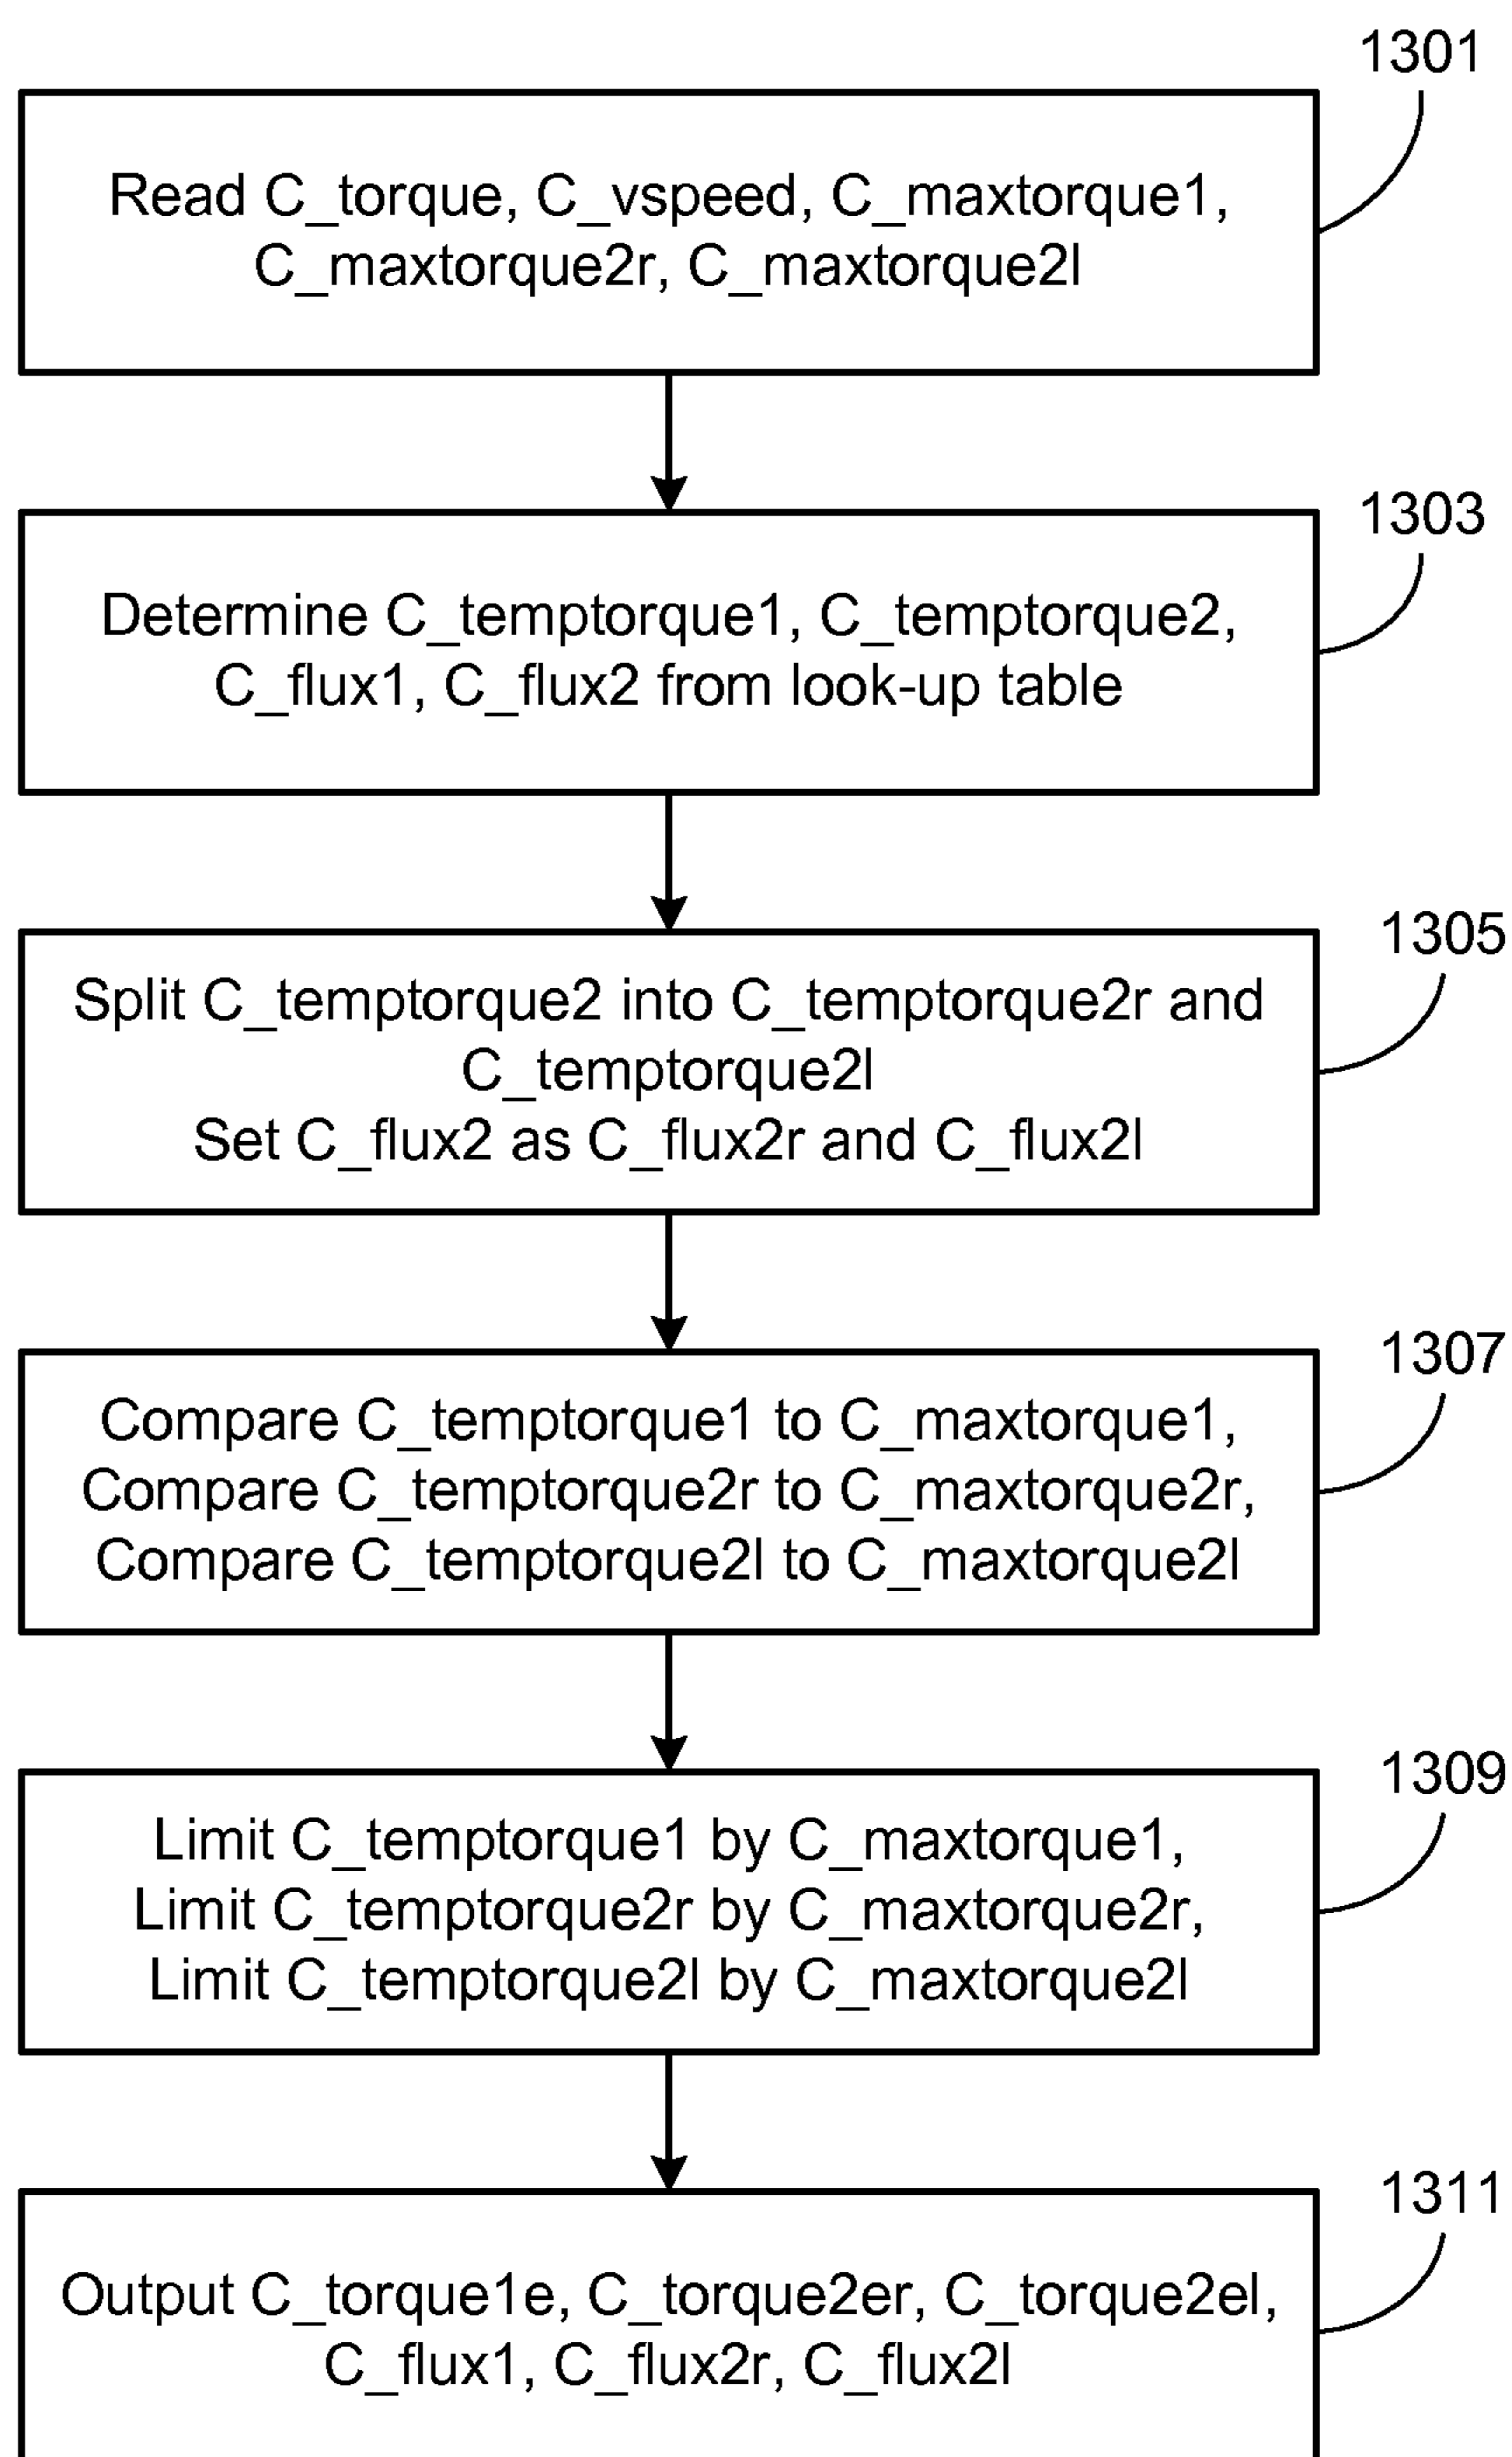 1301
Read C_torque, C_vspeed, C_maxtorque1,
C_maxtorque2r, C_maxtorque2l
1303
Determine C_temptorque1, C_temptorque2,
C_flux1, C_flux2 from look-up table
1305
Split C_temptorque2 into C_temptorque2r and
C_temptorque2l
Set C_flux2 as C_flux2r and C_flux2l
1307
Compare C_temptorque1 to C_maxtorque1,
Compare C_temptorque2r to C_maxtorque2r,
Compare C_temptorque2l to C_maxtorque2l
1309
Limit C_temptorque1 by C_maxtorque1,
Limit C_temptorque2r by C_maxtorque2r,
Limit C_temptorque2l by C_maxtorque2l
1311
Output C_torque1e, C_torque2er, C_torque2el,
C_flux1, C_flux2r, C_flux2l